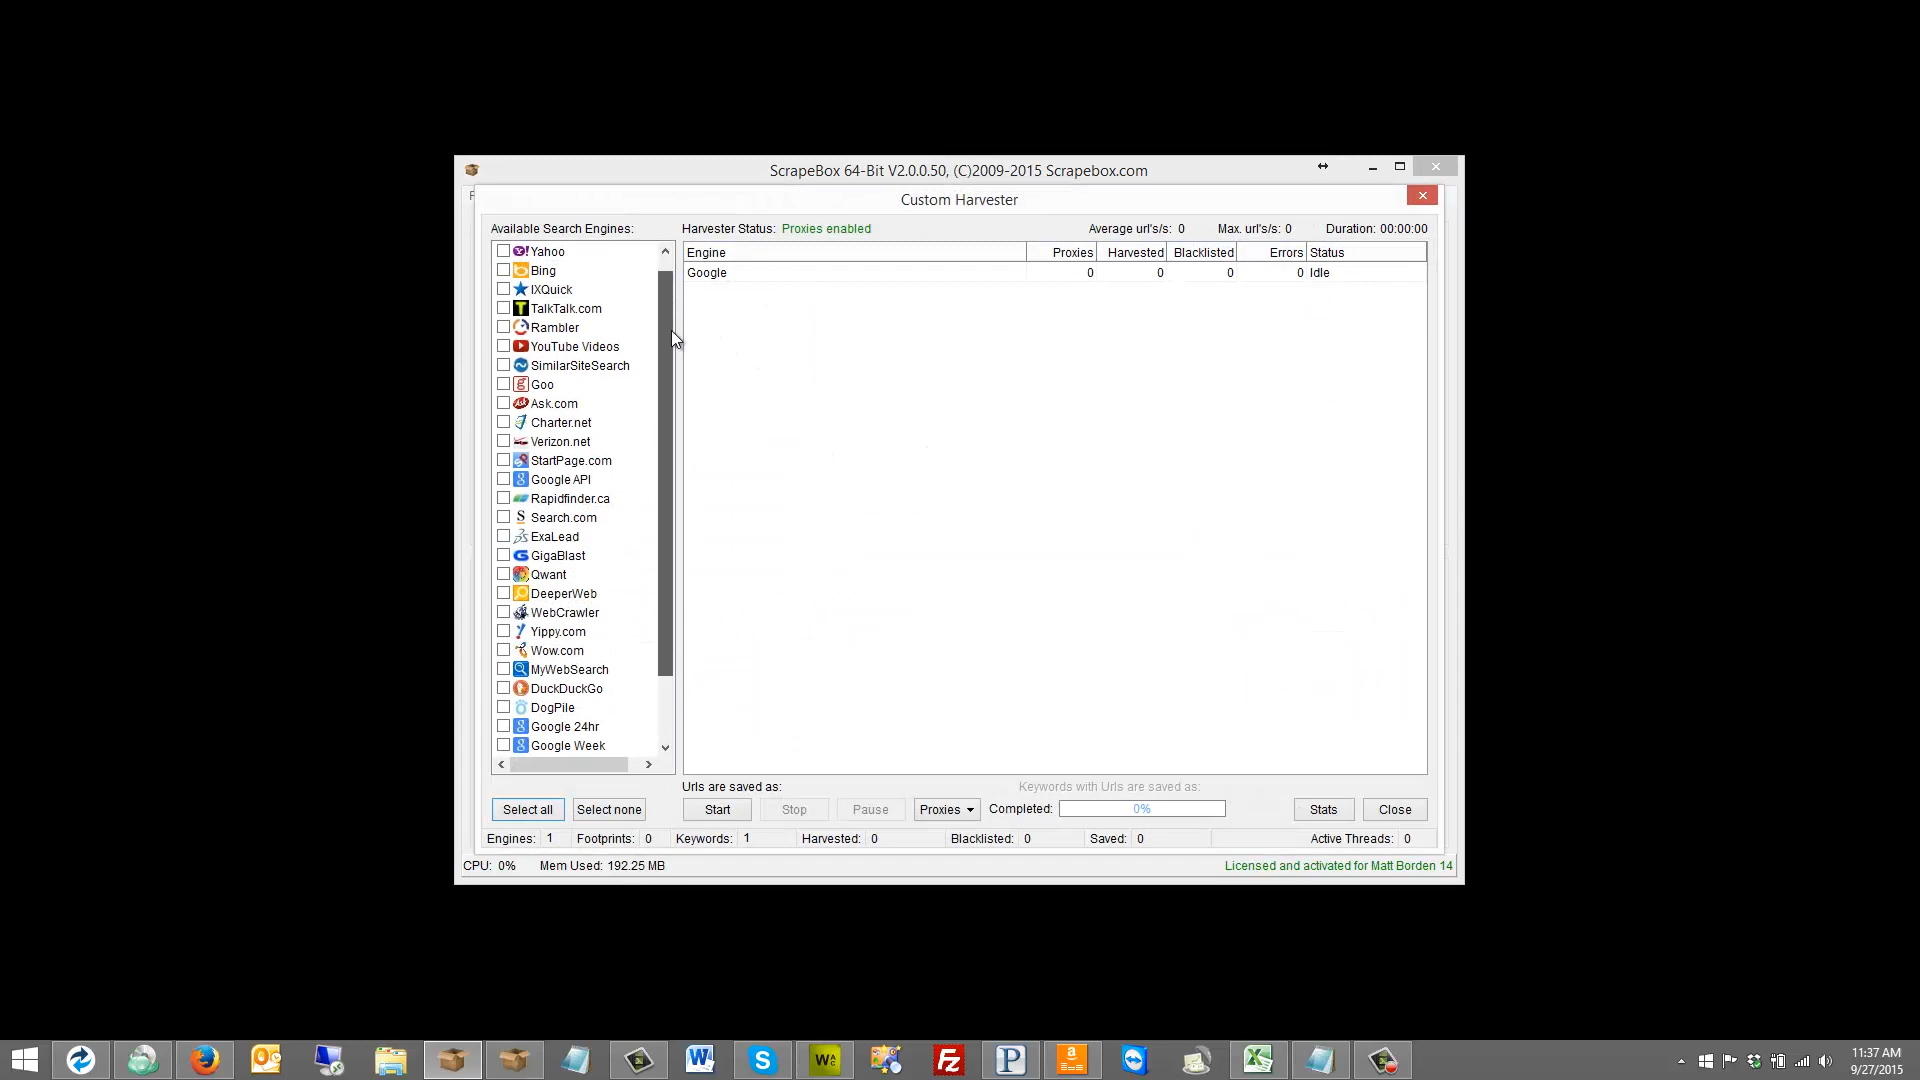 ScrapeBox 64-Bit V2.0.0.50, (C)2009-2015 Scrapebox.com
Custom Harvester
Available Search Engines:
Harvester Status: Proxies enabled
Average url's/s: 0
Max. url's/s: 0
Duration: 00:00:00
Engine
Proxies
Harvested
Blacklisted
Errors
Status
Google
0
0
0
0
Idle
Yahoo
Bing
IXQuick
TalkTalk.com
Rambler
YouTube Videos
SimilarSiteSearch
Goo
Ask.com
Charter.net
Verizon.net
StartPage.com
Google API
Rapidfinder.ca
Search.com
ExaLead
GigaBlast
Qwant
DeeperWeb
WebCrawler
Yippy.com
Wow.com
MyWebSearch
DuckDuckGo
DogPile
Google 24hr
Google Week
Urls are saved as:
Keywords with Urls are saved as:
Select all
Select none
Start
Stop
Pause
Proxies
Completed:
0%
Stats
Close
Engines: 1
Footprints: 0
Keywords: 1
Harvested: 0
Blacklisted: 0
Saved: 0
Active Threads: 0
CPU: 0%
Mem Used: 192.25 MB
Licensed and activated for Matt Borden 14
11:37 AM
9/27/2015